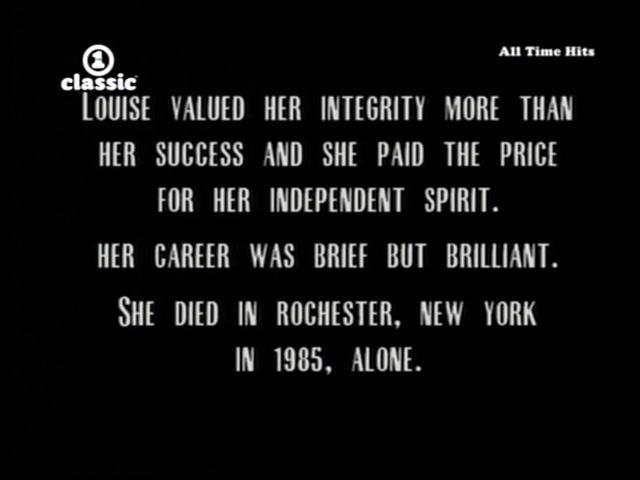 1
classic
All Time Hits
LOUISE VALUED HER INTEGRITY MORE THAN
HER SUCCESS AND SHE PAID THE PRICE
FOR HER INDEPENDENT SPIRIT.
HER CAREER WAS BRIEF BUT BRILLIANT.
SHE DIED IN ROCHESTER, NEW YORK
IN 1985, ALONE.